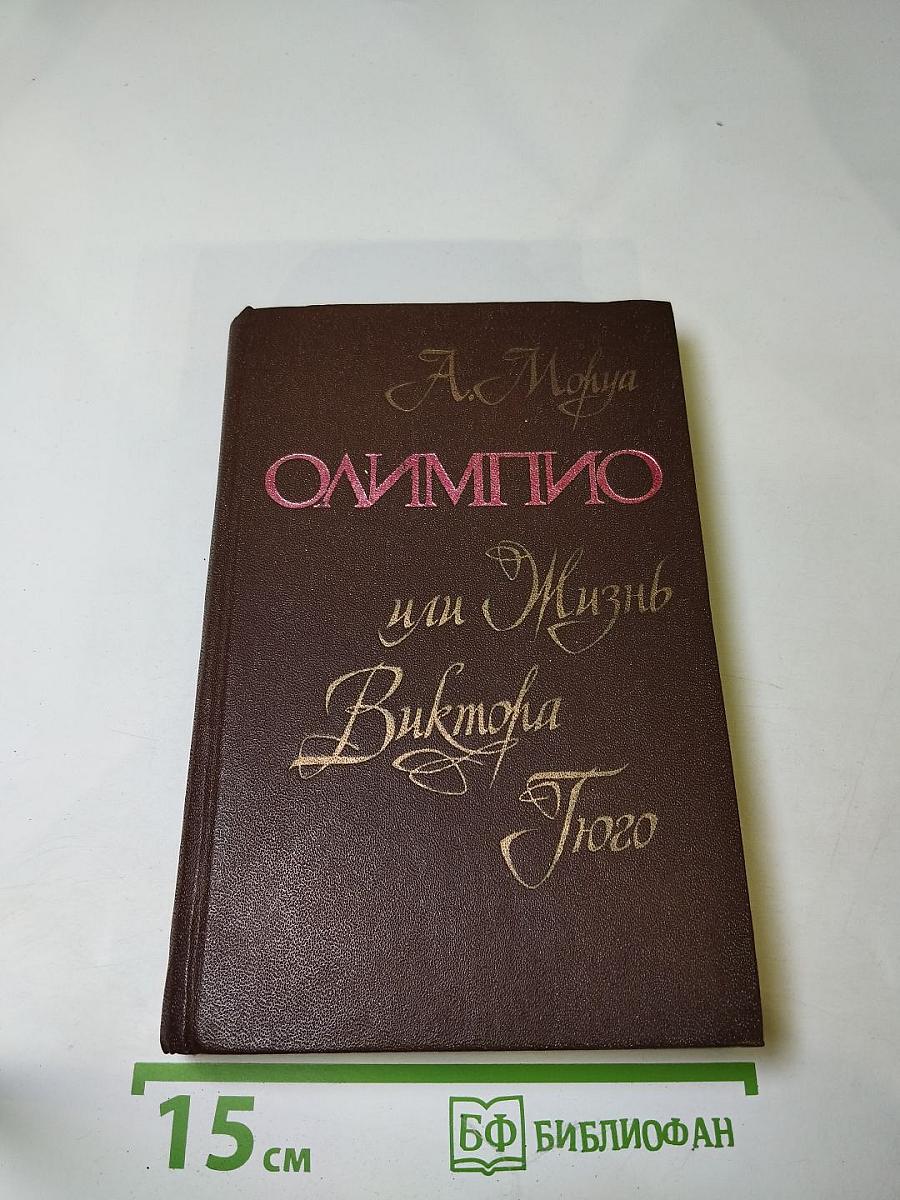 А. Моруа
ОЛИМПИО
или Жизнь
Виктора
Гюго
15 см
БФ БИБЛИОФАН